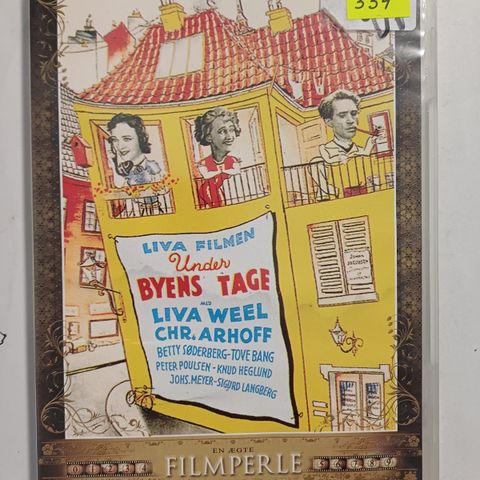 339
LIVA FILMEN
Under
BYENS TAGE
MED
LIVA WEEL
CHR. ARHOFF
BETTY SØDERBERG - TOVE BANG
PETER POULSEN - KNUD HEGLUND
JOHS. MEYER - SIGURD LANGBERG
EN ÆGTE
FILMPERLE